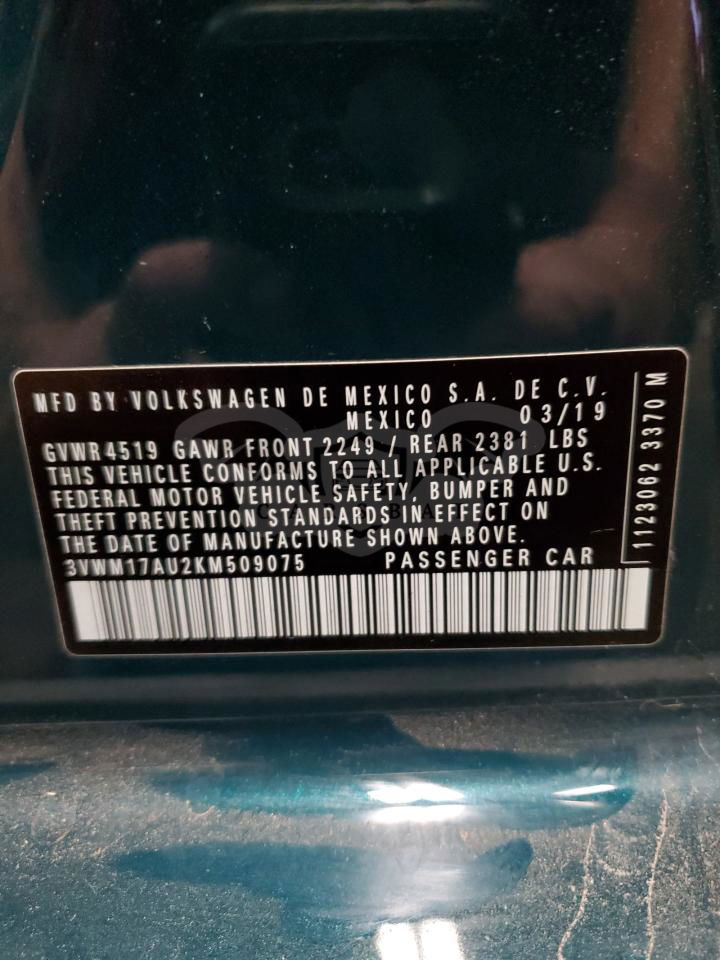 MFD BY VOLKSWAGEN DE MEXICO S.A. DE C.V.
MEXICO 03/19
GVWR4519 GAWR FRONT 2249 / REAR 2381 LBS
THIS VEHICLE CONFORMS TO ALL APPLICABLE U.S.
FEDERAL MOTOR VEHICLE SAFETY, BUMPER AND
THEFT PREVENTION STANDARDS IN EFFECT ON
THE DATE OF MANUFACTURE SHOWN ABOVE.
3VWM17AU2KM509075 PASSENGER CAR
1123062 3370 M